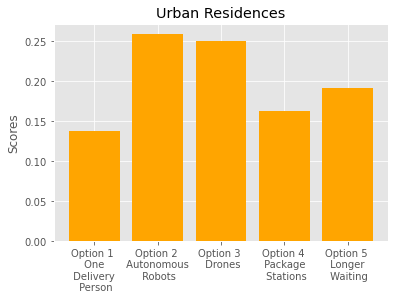 Urban Residences
Scores
0.25
0.20
0.15
0.10
0.05
0.00
Option 1
One
Delivery
Person
Option 2
Autonomous
Robots
Option 3
Drones
Option 4
Package
Stations
Option 5
Longer
Waiting